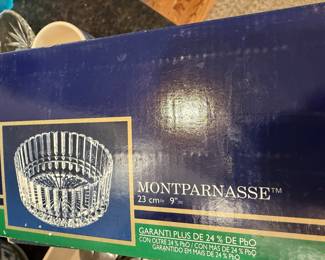 MONTPARNASSE™
23 cm 9"
GARANTI PLUS DE 24 % DE PbO
CON OLTRE 24 % PbO / CON MAS DE 24 % PbO
GARANTIDO EM MAIS DE 24 % PbO